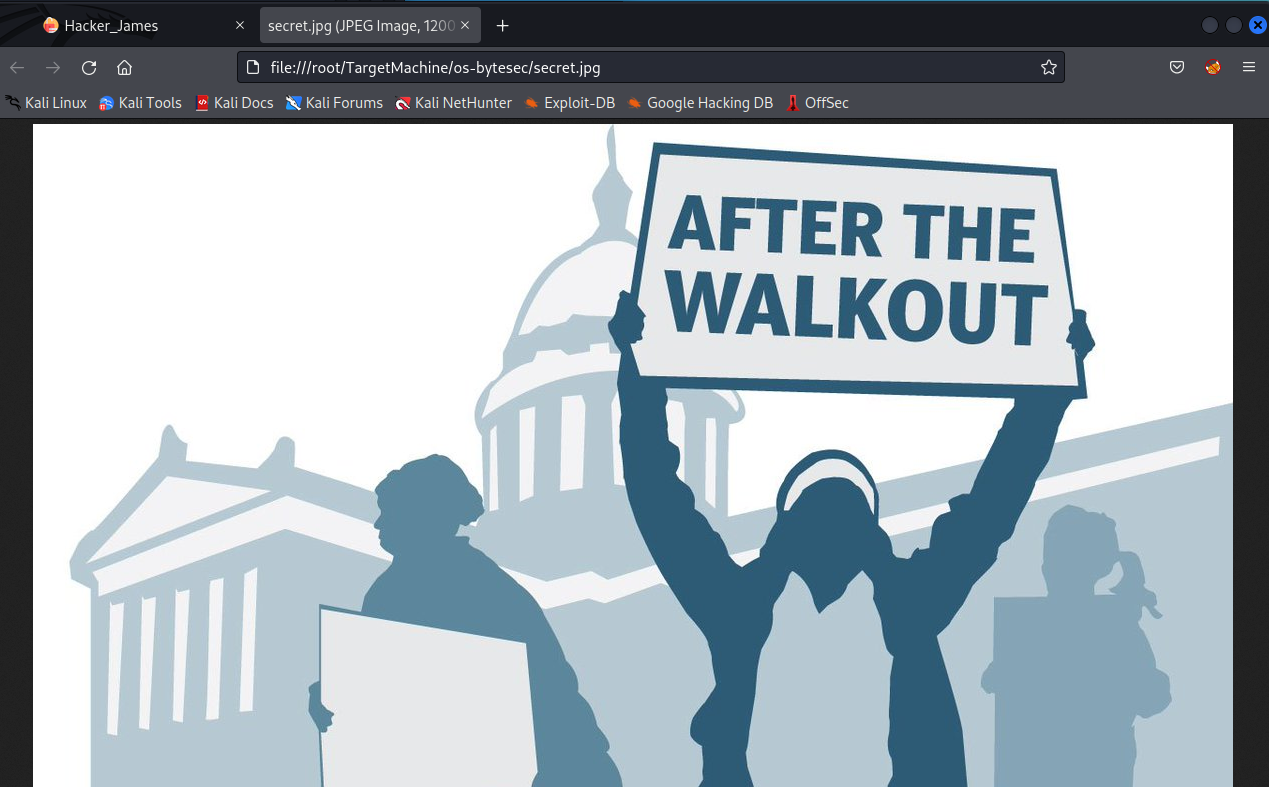 Hacker_James
secret.jpg (JPEG Image, 1200
file:///root/TargetMachine/os-bytesec/secret.jpg
Kali Linux Kali Tools Kali Docs Kali Forums Kali NetHunter Exploit-DB Google Hacking DB OffSec
AFTER THE
WALKOUT